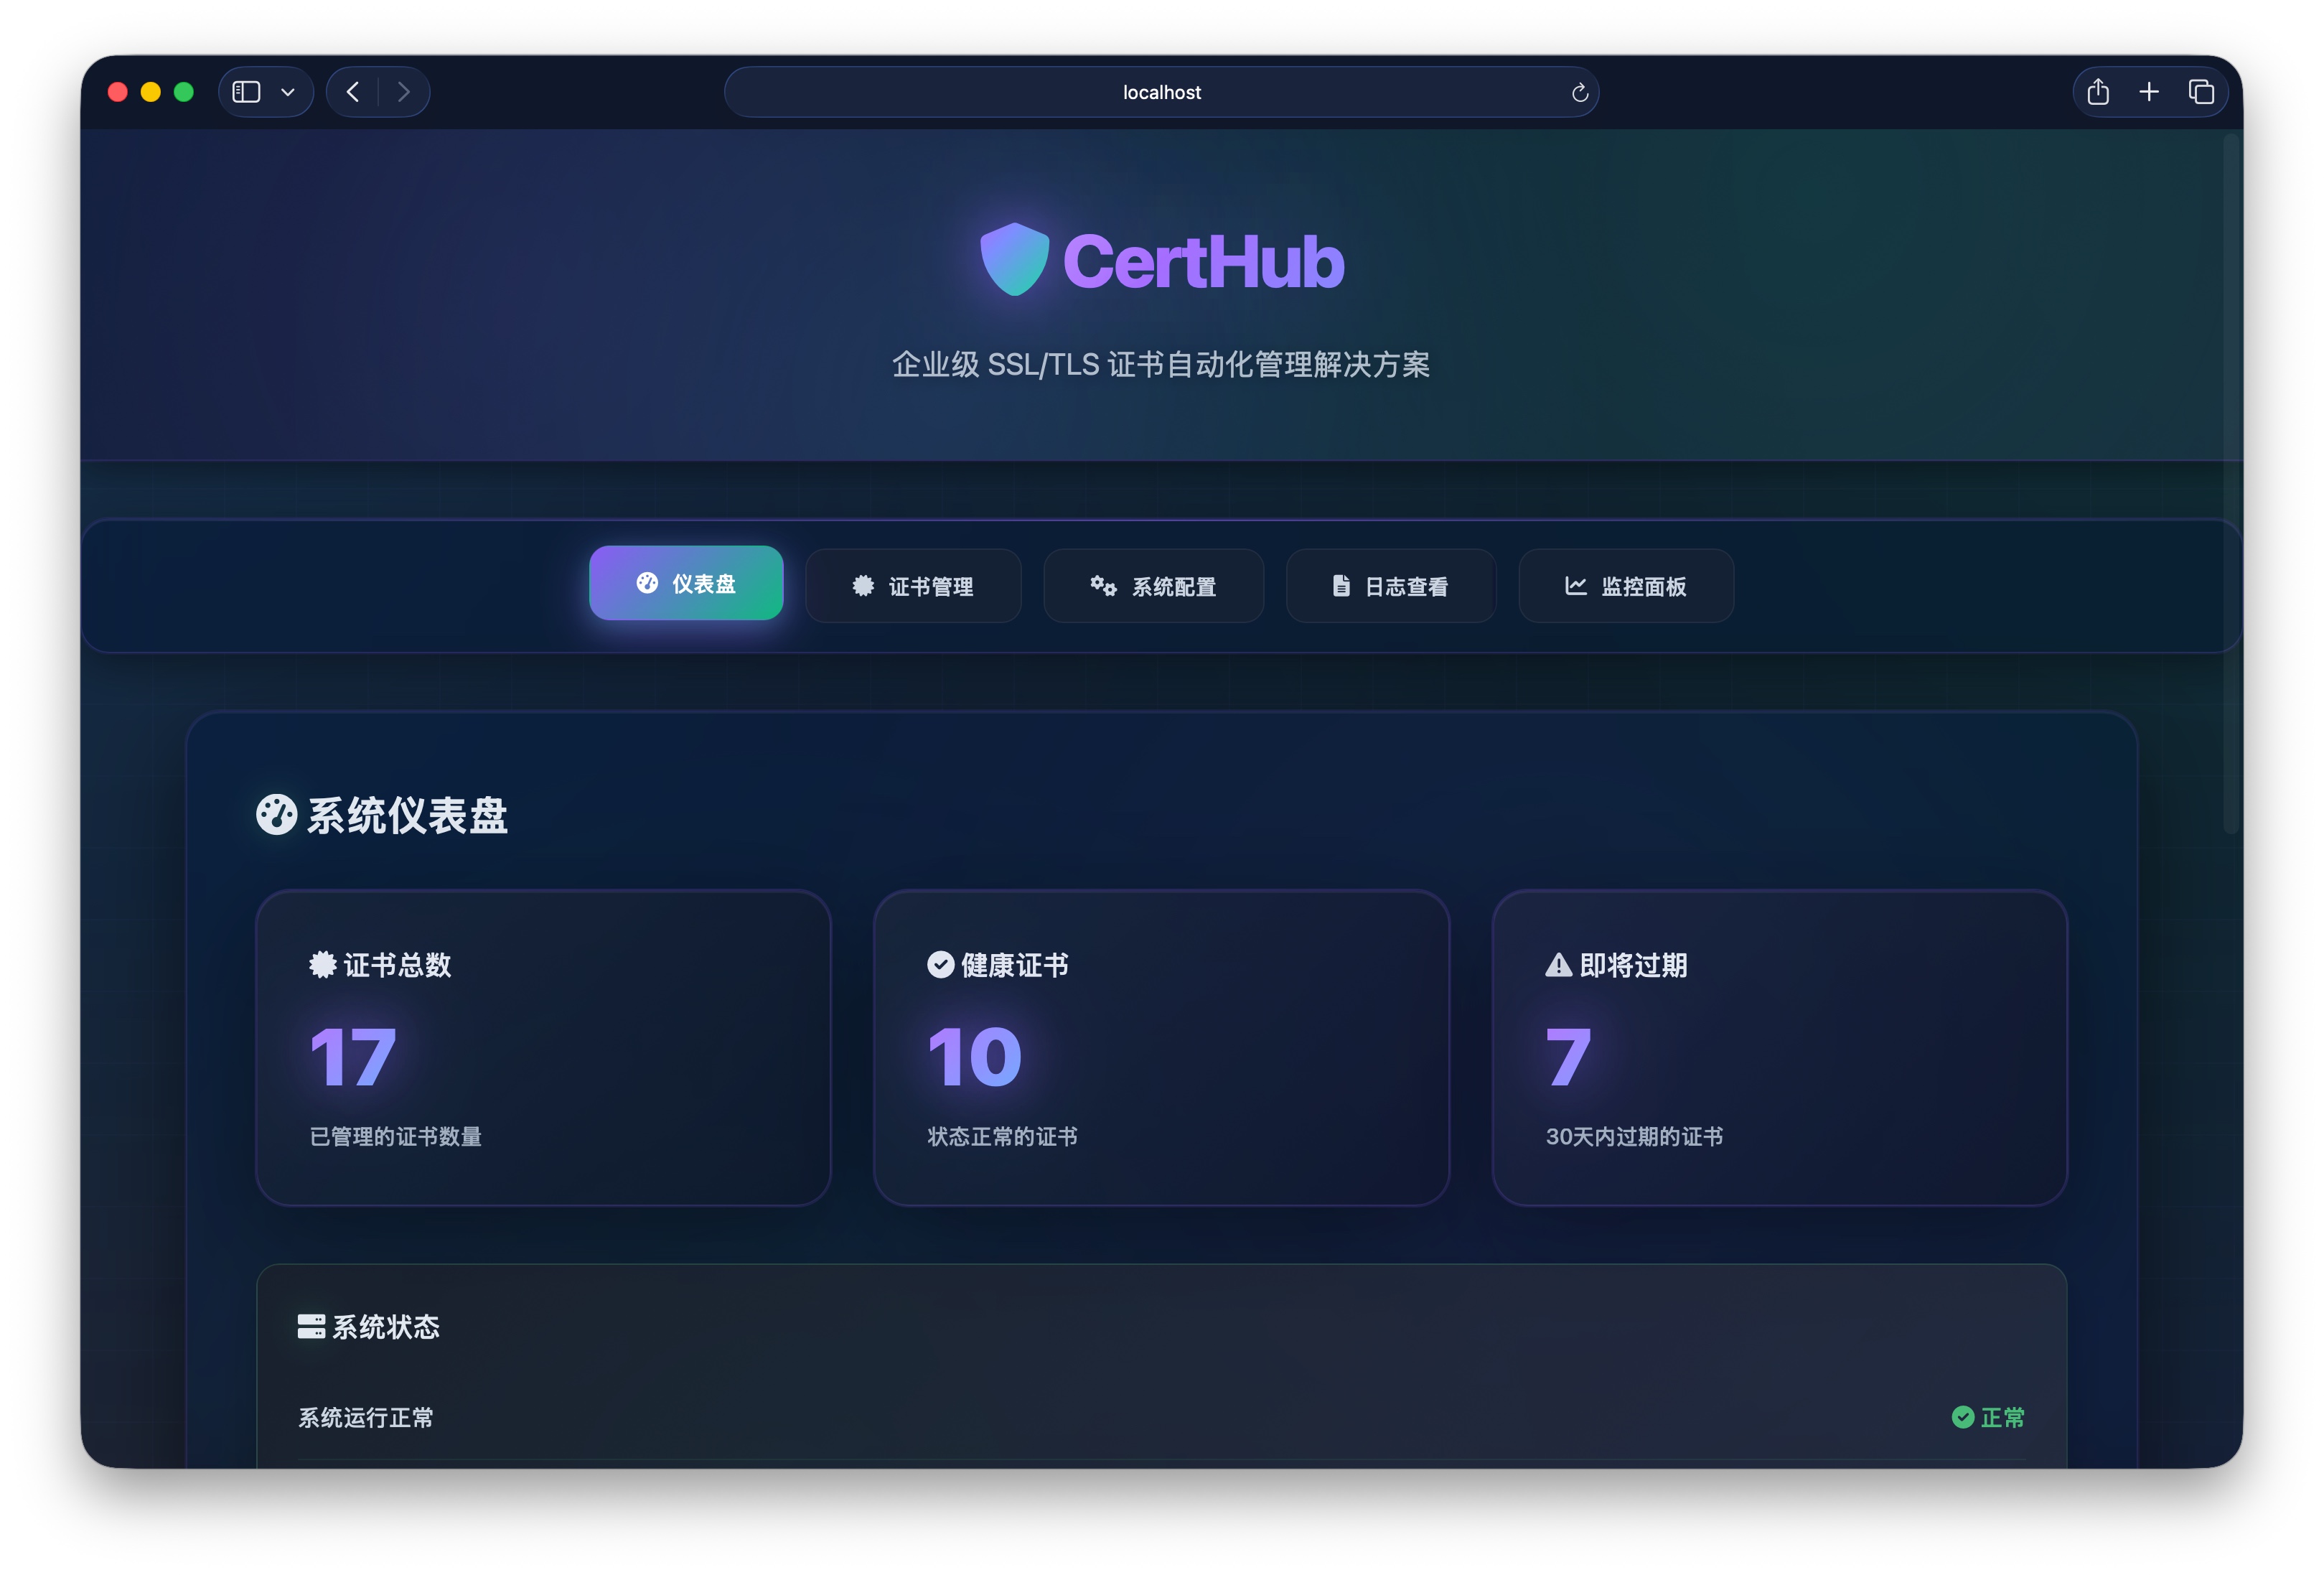 localhost
CertHub
企业级 SSL/TLS 证书自动化管理解决方案
仪表盘
证书管理
系统配置
日志查看
监控面板
系统仪表盘
证书总数
17
已管理的证书数量
健康证书
10
状态正常的证书
即将过期
7
30天内过期的证书
系统状态
系统运行正常
正常